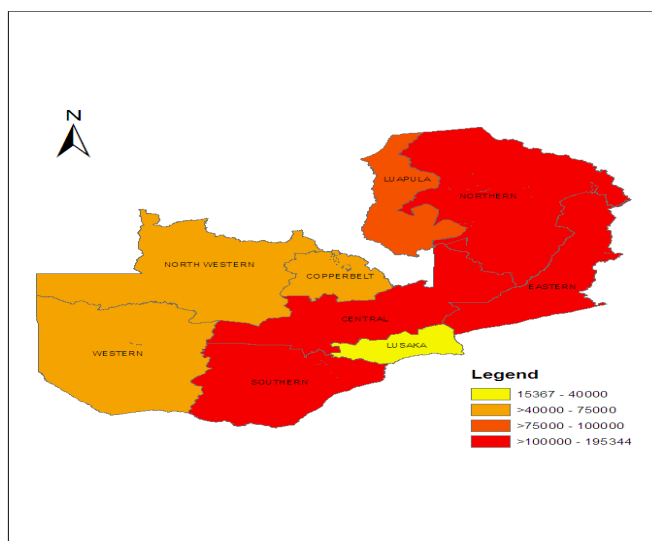 N
LUAPULA
NORTHERN
NORTH WESTERN
COPPERBELT
EASTERN
CENTRAL
WESTERN
LUSAKA
SOUTHERN
Legend
15367 - 40000
>40000 - 75000
>75000 - 100000
>100000 - 195344